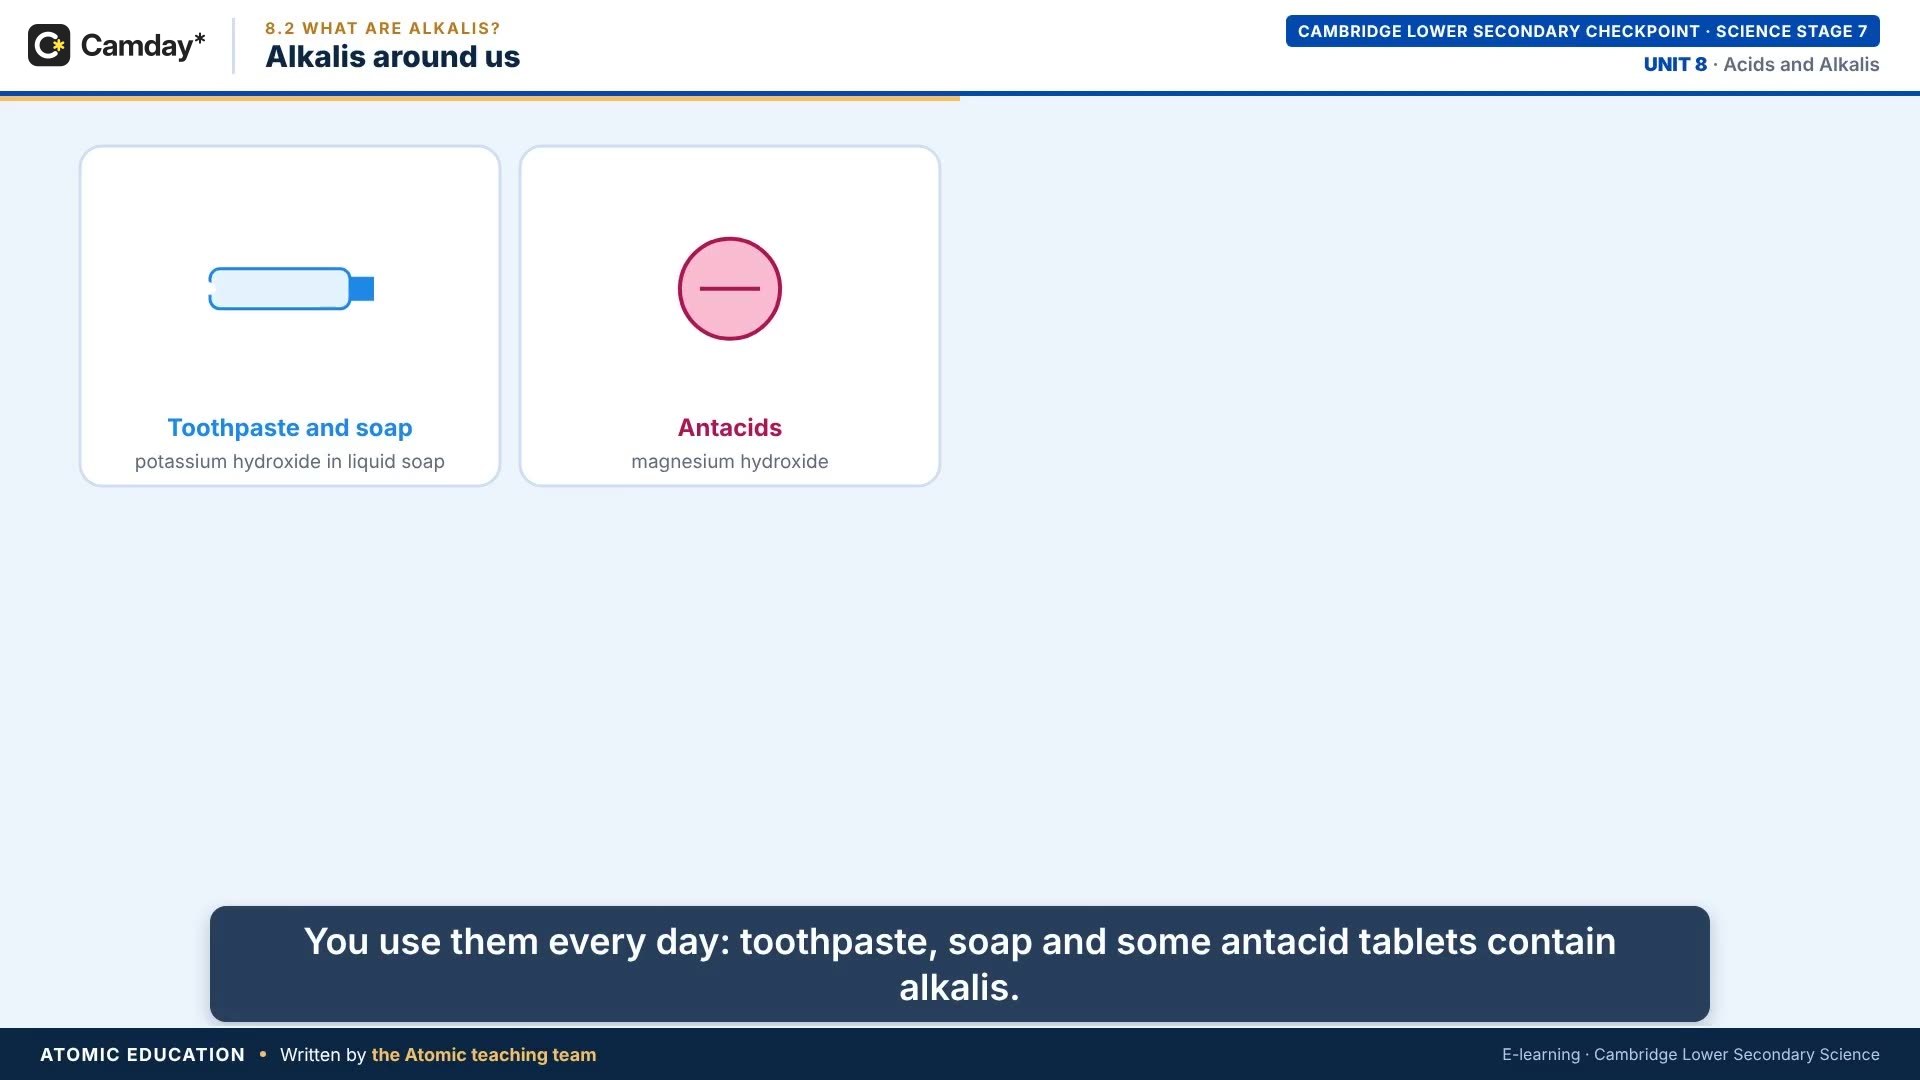 Camday*
8.2 WHAT ARE ALKALIS?
Alkalis around us
CAMBRIDGE LOWER SECONDARY CHECKPOINT · SCIENCE STAGE 7
UNIT 8 · Acids and Alkalis
Toothpaste and soap
potassium hydroxide in liquid soap
Antacids
magnesium hydroxide
You use them every day: toothpaste, soap and some antacid tablets contain
alkalis.
ATOMIC EDUCATION • Written by the Atomic teaching team
E-learning · Cambridge Lower Secondary Science